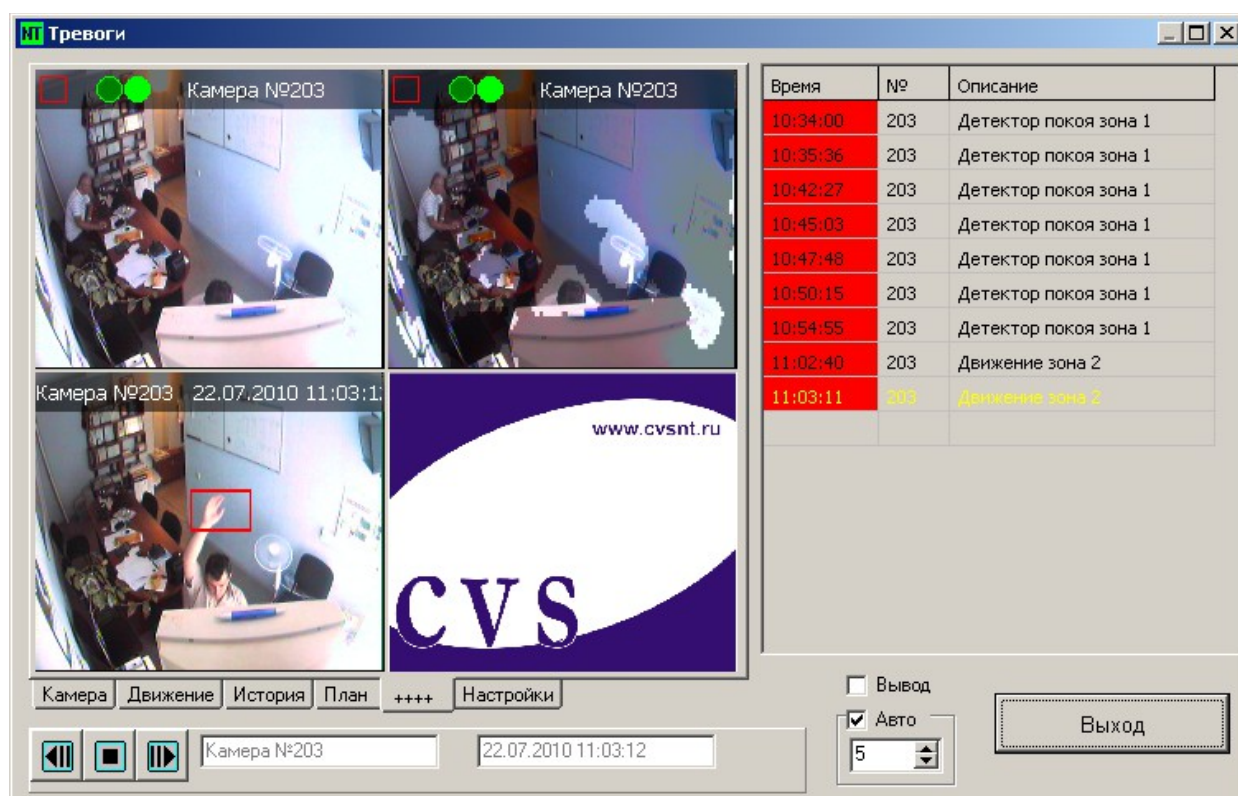 NT Тревоги
Камера №203
Камера №203
Камера №203 22.07.2010 11:03:1
www.cvsnt.ru
CVS
Камера Движение История План ++++ Настройки
Камера №203 22.07.2010 11:03:12
Время № Описание
10:34:00 203 Детектор покоя зона 1
10:35:36 203 Детектор покоя зона 1
10:42:27 203 Детектор покоя зона 1
10:45:03 203 Детектор покоя зона 1
10:47:48 203 Детектор покоя зона 1
10:50:15 203 Детектор покоя зона 1
10:54:55 203 Детектор покоя зона 1
11:02:40 203 Движение зона 2
11:03:11 203 Движение зона 2
Вывод
Авто
5
Выход